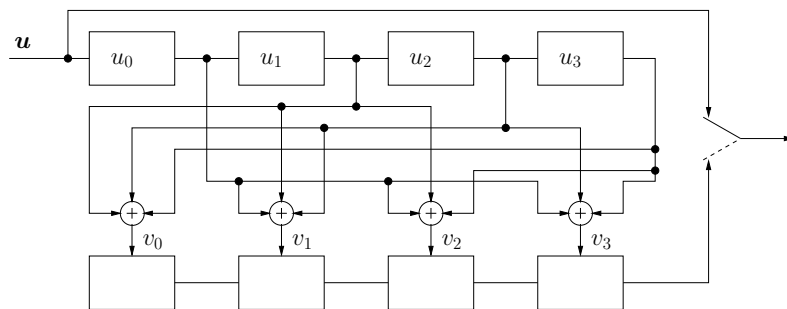 u
u₀ u₁ u₂ u₃
+ + + +
v₀ v₁ v₂ v₃